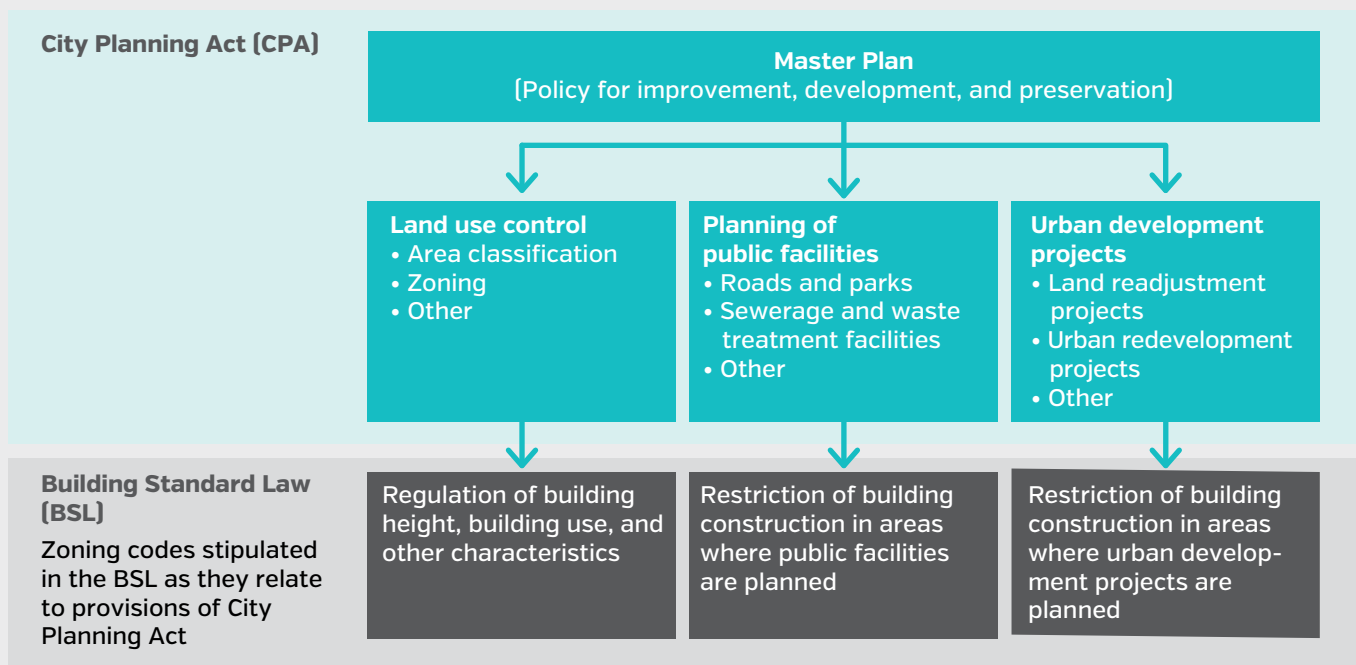 City Planning Act (CPA)
Master Plan
(Policy for improvement, development, and preservation)
Land use control
• Area classification
• Zoning
• Other
Planning of
public facilities
• Roads and parks
• Sewerage and waste
treatment facilities
• Other
Urban development
projects
• Land readjustment
projects
• Urban redevelopment
projects
• Other
Building Standard Law
(BSL)
Zoning codes stipulated
in the BSL as they relate
to provisions of City
Planning Act
Regulation of building
height, building use, and
other characteristics
Restriction of building
construction in areas
where public facilities
are planned
Restriction of building
construction in areas
where urban develop-
ment projects are
planned